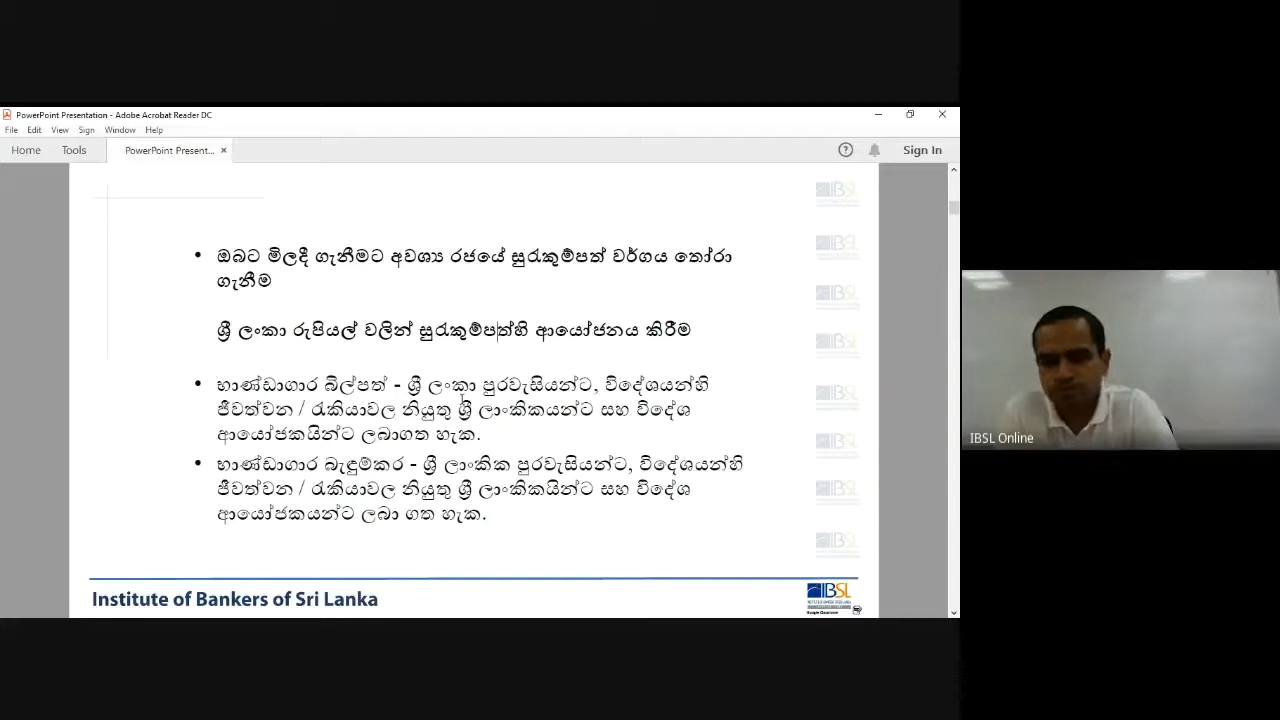 PowerPoint Presentation - Adobe Acrobat Reader DC
File Edit View Sign Window Help
Home Tools PowerPoint Present... × Sign In
• ඔබට මිලදී ගැනීමට අවශ්‍ය රජයේ සුරැකුම්පත් වර්ගය තෝරා
ගැනීම
ශ්‍රී ලංකා රුපියල් වලින් සුරැකුම්පත්හි ආයෝජනය කිරීම
• භාණ්ඩාගාර බිල්පත් - ශ්‍රී ලංකා පුරවැසියන්ට, විදේශයන්හි
ජීවත්වන / රැකියාවල නියුතු ශ්‍රී ලාංකිකයන්ට සහ විදේශ
ආයෝජකයින්ට ලබාගත හැක.
• භාණ්ඩාගාර බැඳුම්කර - ශ්‍රී ලාංකික පුරවැසියන්ට, විදේශයන්හි
ජීවත්වන / රැකියාවල නියුතු ශ්‍රී ලාංකිකයින්ට සහ විදේශ
ආයෝජකයන්ට ලබා ගත හැක.
Institute of Bankers of Sri Lanka
IBSL
IBSL Online